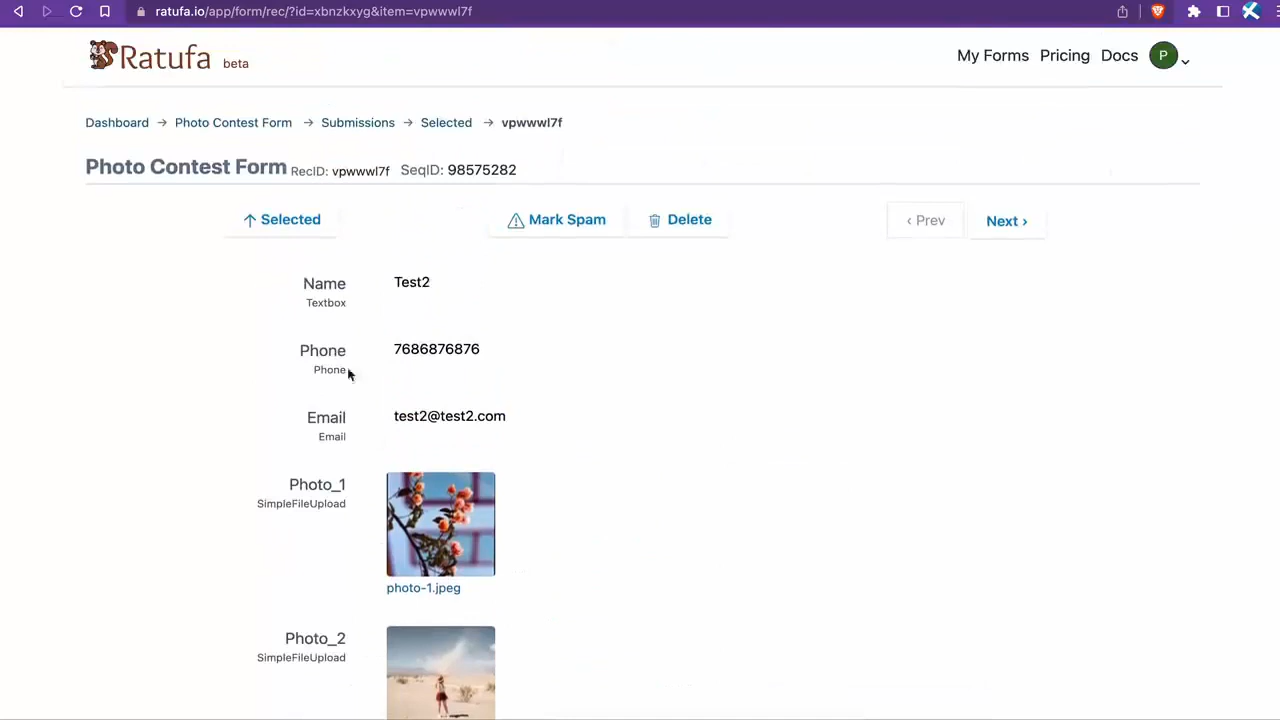 ratufa.io/app/form/rec/?id=xbnzkxyg&item=vpwwwl7f
Ratufa beta
My Forms Pricing Docs P
Dashboard → Photo Contest Form → Submissions → Selected → vpwwwl7f
Photo Contest Form RecID: vpwwwl7f SeqID: 98575282
↑ Selected Mark Spam Delete ‹ Prev Next ›
Name Test2
Textbox
Phone 7686876876
Phone
Email test2@test2.com
Email
Photo_1
SimpleFileUpload
photo-1.jpeg
Photo_2
SimpleFileUpload